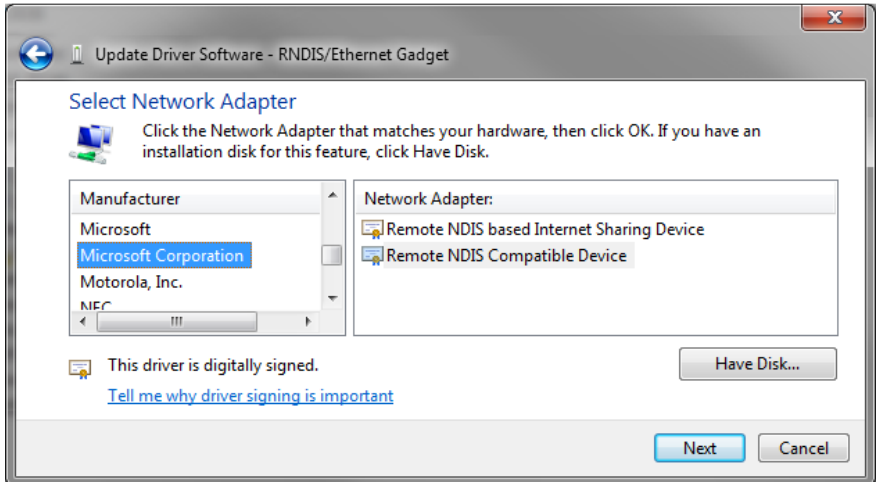 Update Driver Software - RNDIS/Ethernet Gadget
Select Network Adapter
Click the Network Adapter that matches your hardware, then click OK. If you have an
installation disk for this feature, click Have Disk.
Manufacturer
Microsoft
Microsoft Corporation
Motorola, Inc.
NEC
Network Adapter:
Remote NDIS based Internet Sharing Device
Remote NDIS Compatible Device
This driver is digitally signed.
Have Disk...
Tell me why driver signing is important
Next
Cancel